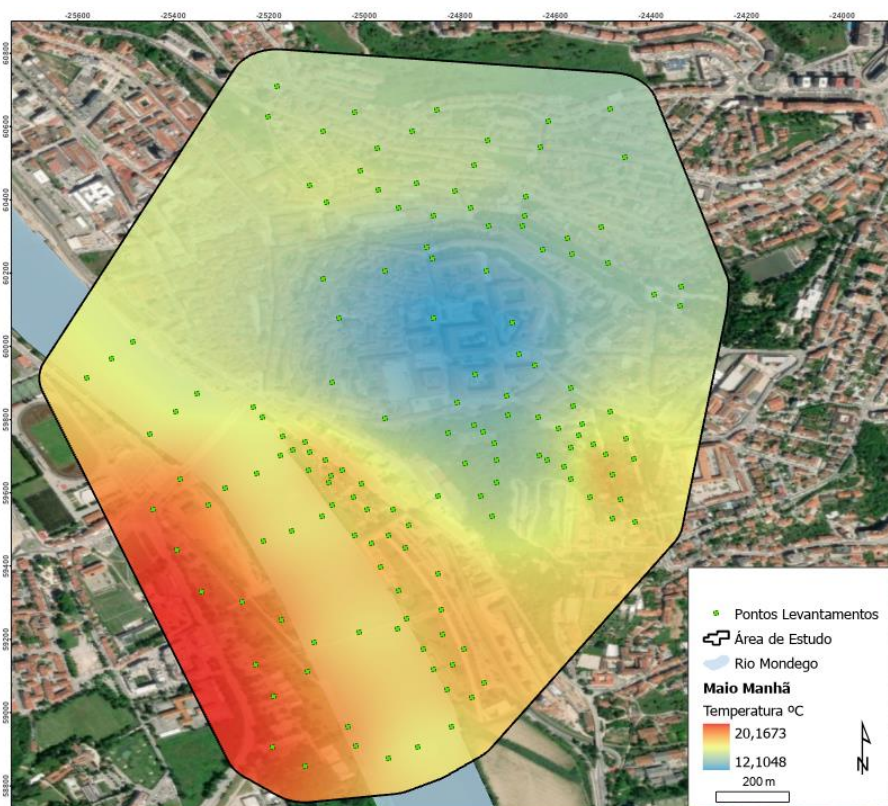 -25600 -25400 -25200 -25000 -24800 -24600 -24400 -24200 -24000
60800
60600
60400
60200
60000
59800
59600
59400
59200
59000
58800
Pontos Levantamentos
Área de Estudo
Rio Mondego
Maio Manhã
Temperatura ºC
20,1673
12,1048
200 m
N